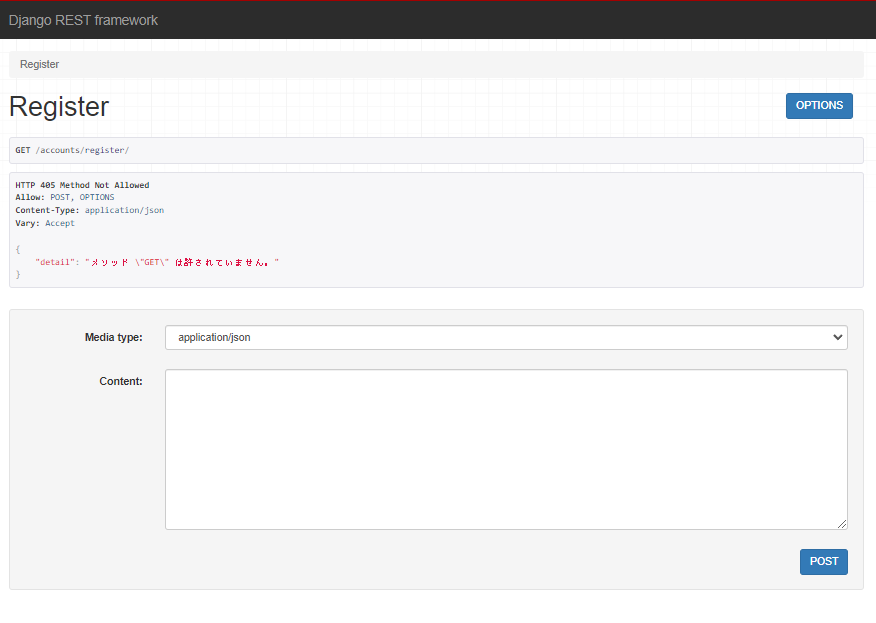 Django REST framework
Register
Register
OPTIONS
GET /accounts/register/
HTTP 405 Method Not Allowed
Allow: POST, OPTIONS
Content-Type: application/json
Vary: Accept
{
"detail": "メソッド \"GET\" は許されていません。"
}
Media type: application/json
Content:
POST